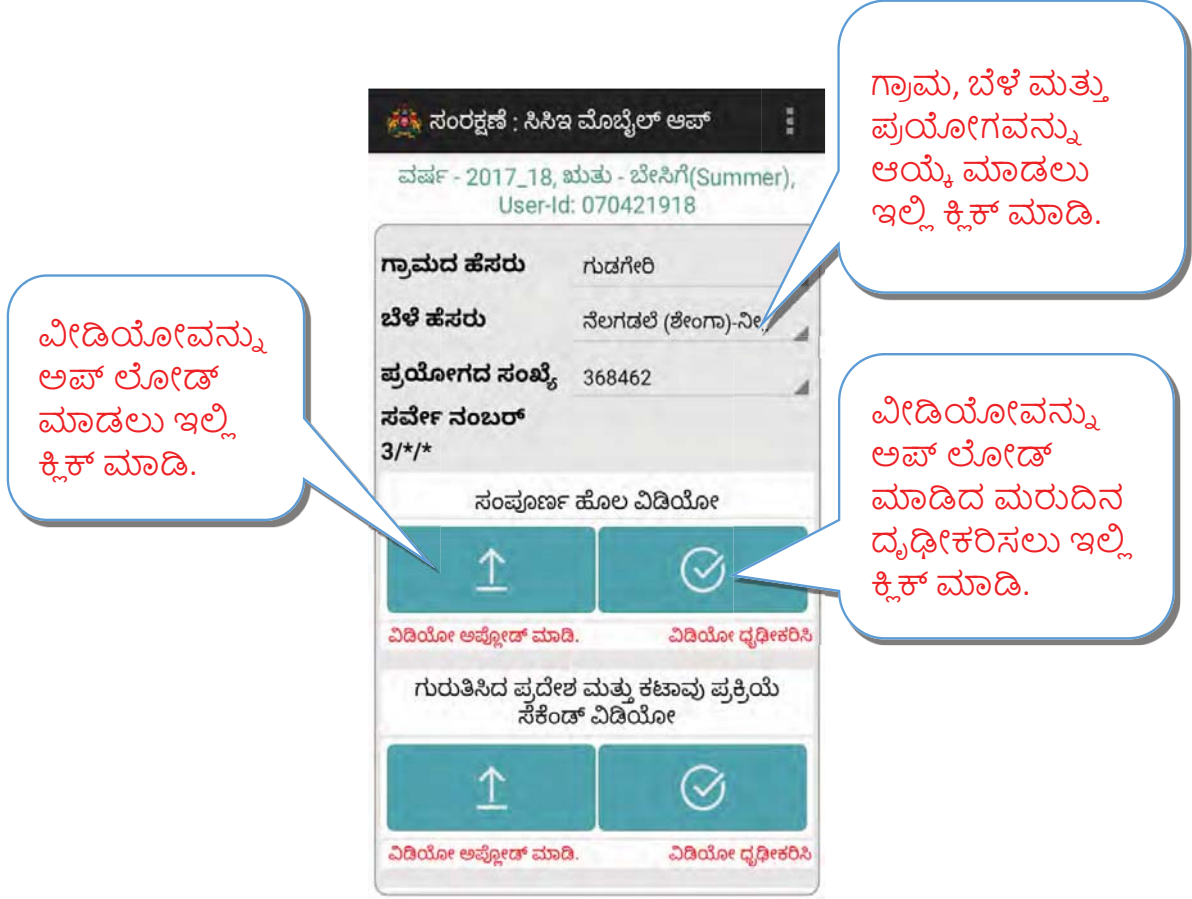 ಗ್ರಾಮ, ಬೆಳೆ ಮತ್ತು
ಪ್ರಯೋಗವನ್ನು
ಆಯ್ಕೆ ಮಾಡಲು
ಇಲ್ಲಿ ಕ್ಲಿಕ್ ಮಾಡಿ.
ಸಂರಕ್ಷಣೆ : ಸಿಸಿಇ ಮೊಬೈಲ್ ಆಪ್
ವರ್ಷ - 2017_18, ಋತು - ಬೇಸಿಗೆ(Summer),
User-Id: 070421918
ಗ್ರಾಮದ ಹೆಸರು ಗುಡಗೇರಿ
ಬೆಳೆ ಹೆಸರು ನೆಲಗಡಲೆ (ಶೇಂಗಾ)-
ಪ್ರಯೋಗದ ಸಂಖ್ಯೆ 368462
ಸರ್ವೇ ನಂಬರ್
3/*/*
ವೀಡಿಯೋವನ್ನು
ಅಪ್ ಲೋಡ್
ಮಾಡಲು ಇಲ್ಲಿ
ಕ್ಲಿಕ್ ಮಾಡಿ.
ವೀಡಿಯೋವನ್ನು
ಅಪ್ ಲೋಡ್
ಮಾಡಿದ ಮರುದಿನ
ದೃಢೀಕರಿಸಲು ಇಲ್ಲಿ
ಕ್ಲಿಕ್ ಮಾಡಿ.
ಸಂಪೂರ್ಣ ಹೊಲ ವಿಡಿಯೋ
ವಿಡಿಯೋ ಅಪ್ಲೋಡ್ ಮಾಡಿ. ವಿಡಿಯೋ ಧೃಢೀಕರಿಸಿ
ಗುರುತಿಸಿದ ಪ್ರದೇಶ ಮತ್ತು ಕಟಾವು ಪ್ರಕ್ರಿಯೆ
ಸೆಕೆಂಡ್ ವಿಡಿಯೋ
ವಿಡಿಯೋ ಅಪ್ಲೋಡ್ ಮಾಡಿ. ವಿಡಿಯೋ ಧೃಢೀಕರಿಸಿ